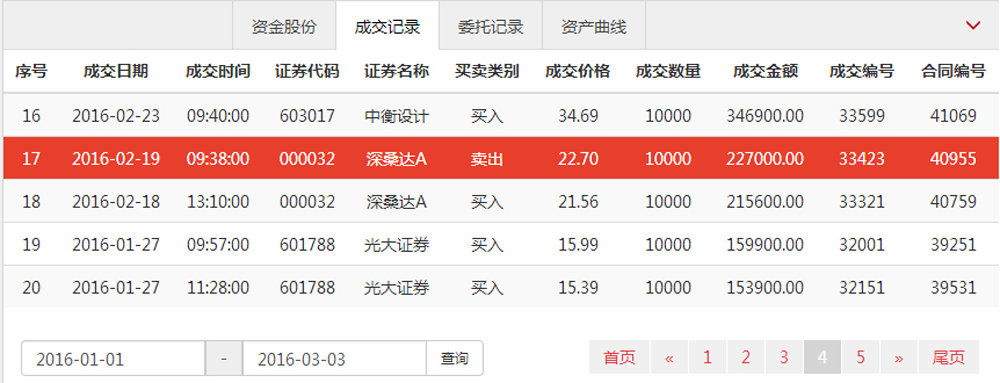 资金股份 成交记录 委托记录 资产曲线
序号 成交日期 成交时间 证券代码 证券名称 买卖类别 成交价格 成交数量 成交金额 成交编号 合同编号
16 2016-02-23 09:40:00 603017 中衡设计 买入 34.69 10000 346900.00 33599 41069
17 2016-02-19 09:38:00 000032 深桑达A 卖出 22.70 10000 227000.00 33423 40955
18 2016-02-18 13:10:00 000032 深桑达A 买入 21.56 10000 215600.00 33321 40759
19 2016-01-27 09:57:00 601788 光大证券 买入 15.99 10000 159900.00 32001 39251
20 2016-01-27 11:28:00 601788 光大证券 买入 15.39 10000 153900.00 32151 39531
2016-01-01 - 2016-03-03 查询 首页 « 1 2 3 4 5 » 尾页